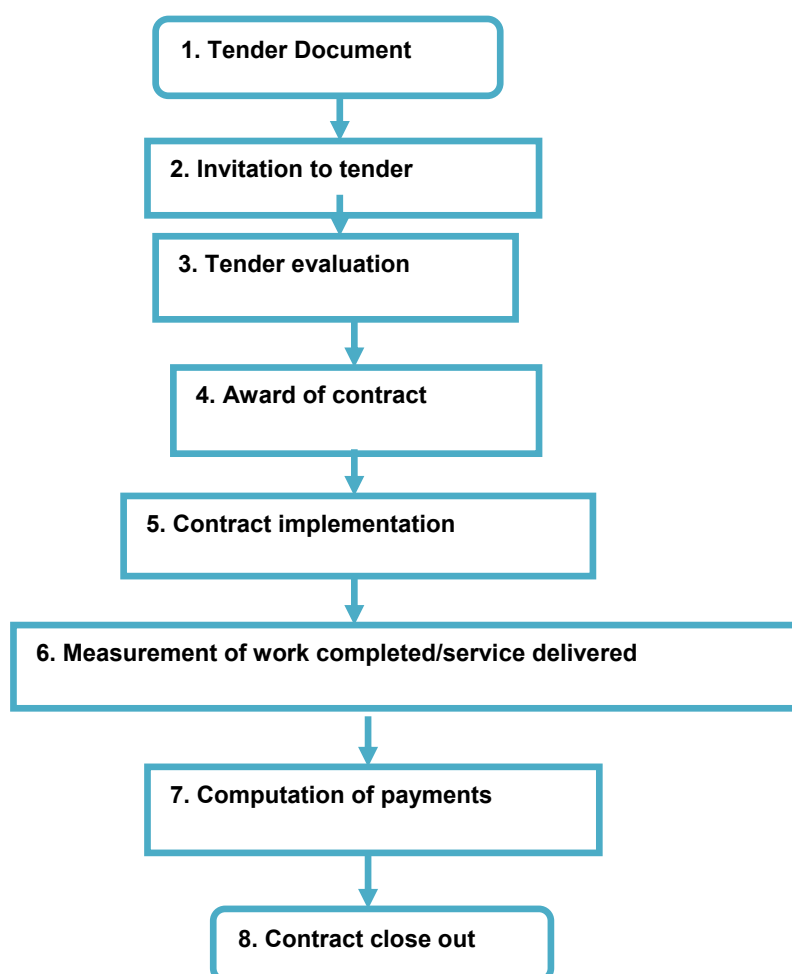 1. Tender Document
2. Invitation to tender
3. Tender evaluation
4. Award of contract
5. Contract implementation
6. Measurement of work completed/service delivered
7. Computation of payments
8. Contract close out